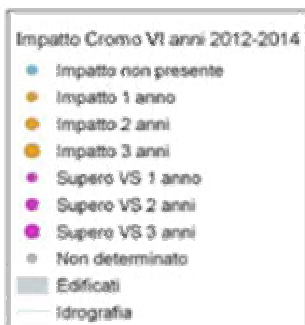 Impatto Cromo VI anni 2012-2014
Impatto non presente
Impatto 1 anno
Impatto 2 anni
Impatto 3 anni
Supero VS 1 anno
Supero VS 2 anni
Supero VS 3 anni
Non determinato
Edificati
Idrografia